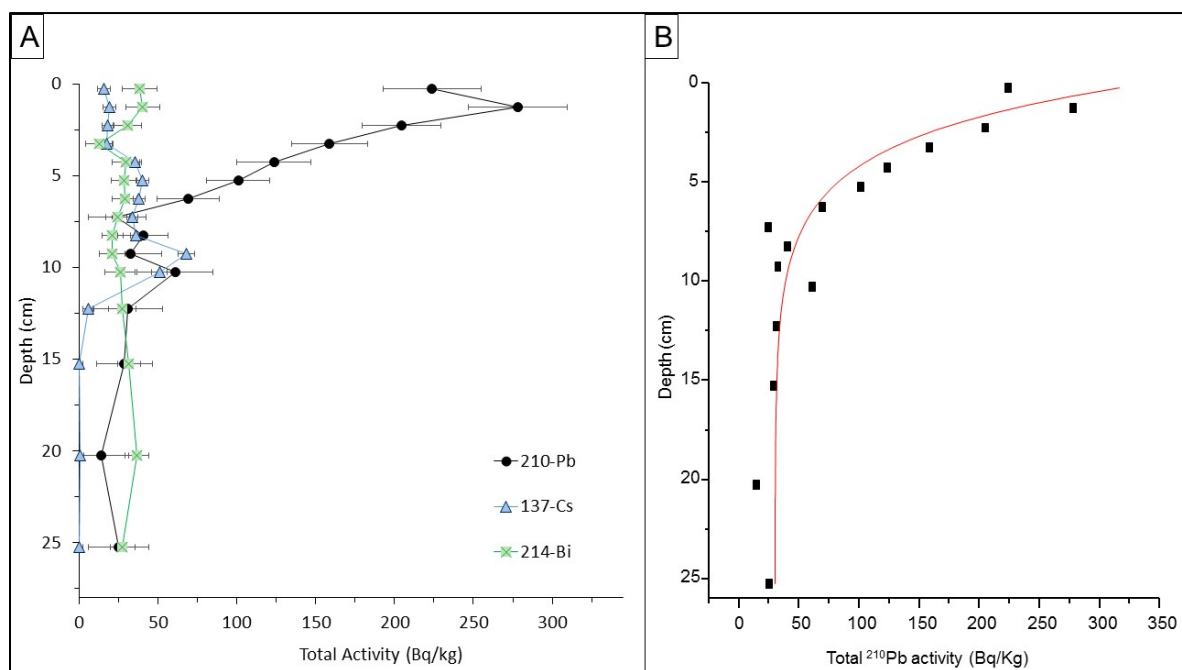 A
0
5
10
15
20
25
Depth (cm)
0 50 100 150 200 250 300
Total Activity (Bq/kg)
210-Pb
137-Cs
214-Bi
B
0
5
10
15
20
25
Depth (cm)
0 50 100 150 200 250 300 350
Total ²¹⁰Pb activity (Bq/Kg)